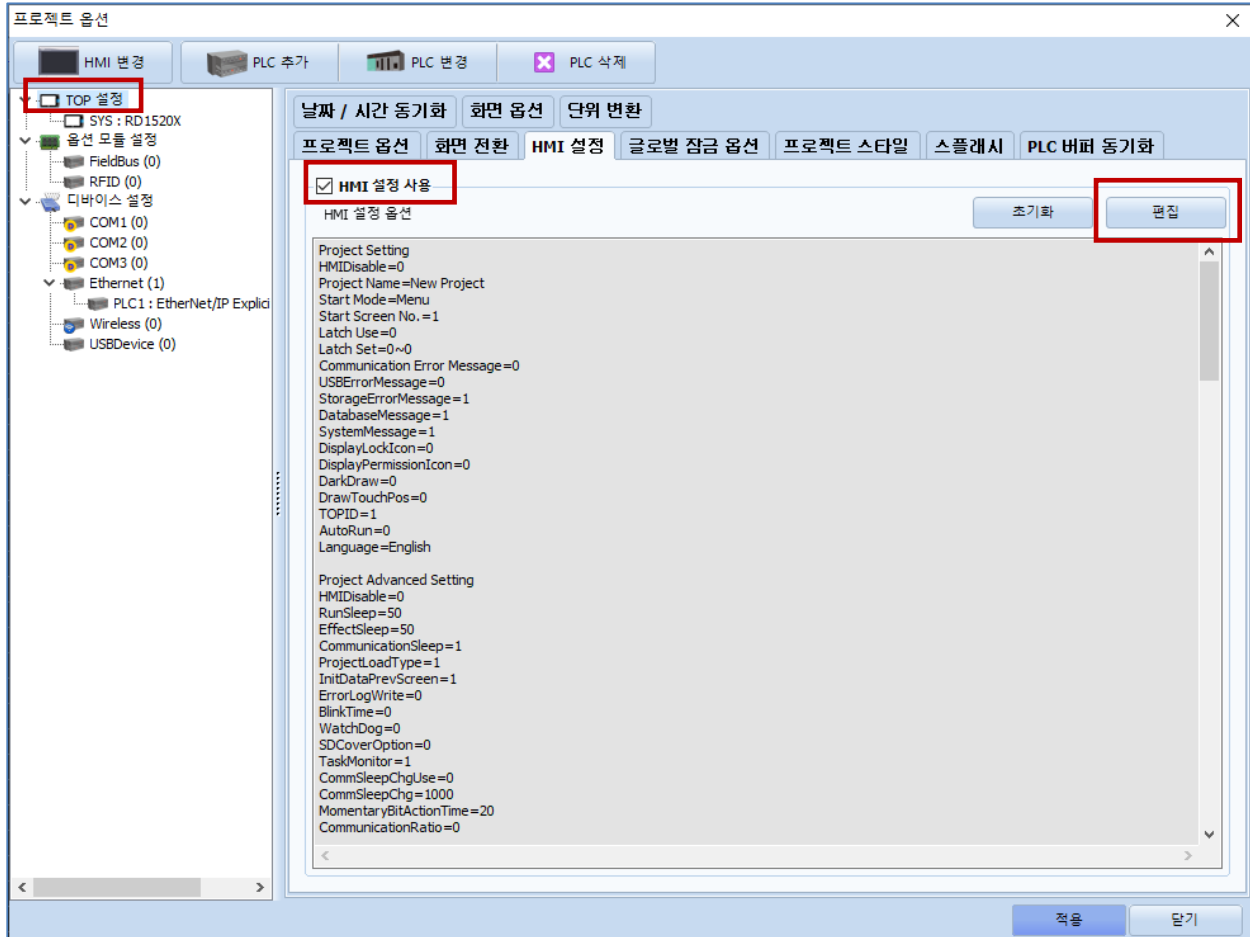 프로젝트 옵션
HMI 변경
PLC 추가
PLC 변경
PLC 삭제
TOP 설정
SYS : RD1520X
옵션 모듈 설정
FieldBus (0)
RFID (0)
디바이스 설정
COM1 (0)
COM2 (0)
COM3 (0)
Ethernet (1)
PLC1 : EtherNet/IP Explici
Wireless (0)
USBDevice (0)
날짜 / 시간 동기화 화면 옵션 단위 변환
프로젝트 옵션 화면 전환 HMI 설정 글로벌 잠금 옵션 프로젝트 스타일 스플래시 PLC 버퍼 동기화
HMI 설정 사용
HMI 설정 옵션 초기화 편집
Project Setting
HMIDisable=0
Project Name=New Project
Start Mode=Menu
Start Screen No.=1
Latch Use=0
Latch Set=0~0
Communication Error Message=0
USBErrorMessage=0
StorageErrorMessage=1
DatabaseMessage=1
SystemMessage=1
DisplayLockIcon=0
DisplayPermissionIcon=0
DarkDraw=0
DrawTouchPos=0
TOPID=1
AutoRun=0
Language=English
Project Advanced Setting
HMIDisable=0
RunSleep=50
EffectSleep=50
CommunicationSleep=1
ProjectLoadType=1
InitDataPrevScreen=1
ErrorLogWrite=0
BlinkTime=0
WatchDog=0
SDCoverOption=0
TaskMonitor=1
CommSleepChgUse=0
CommSleepChg=1000
MomentaryBitActionTime=20
CommunicationRatio=0
적용 닫기